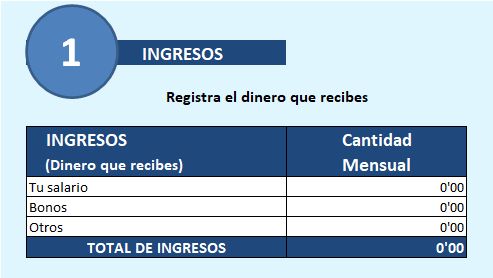 1
INGRESOS
Registra el dinero que recibes
INGRESOS Cantidad
(Dinero que recibes) Mensual
Tu salario 0'00
Bonos 0'00
Otros 0'00
TOTAL DE INGRESOS 0'00